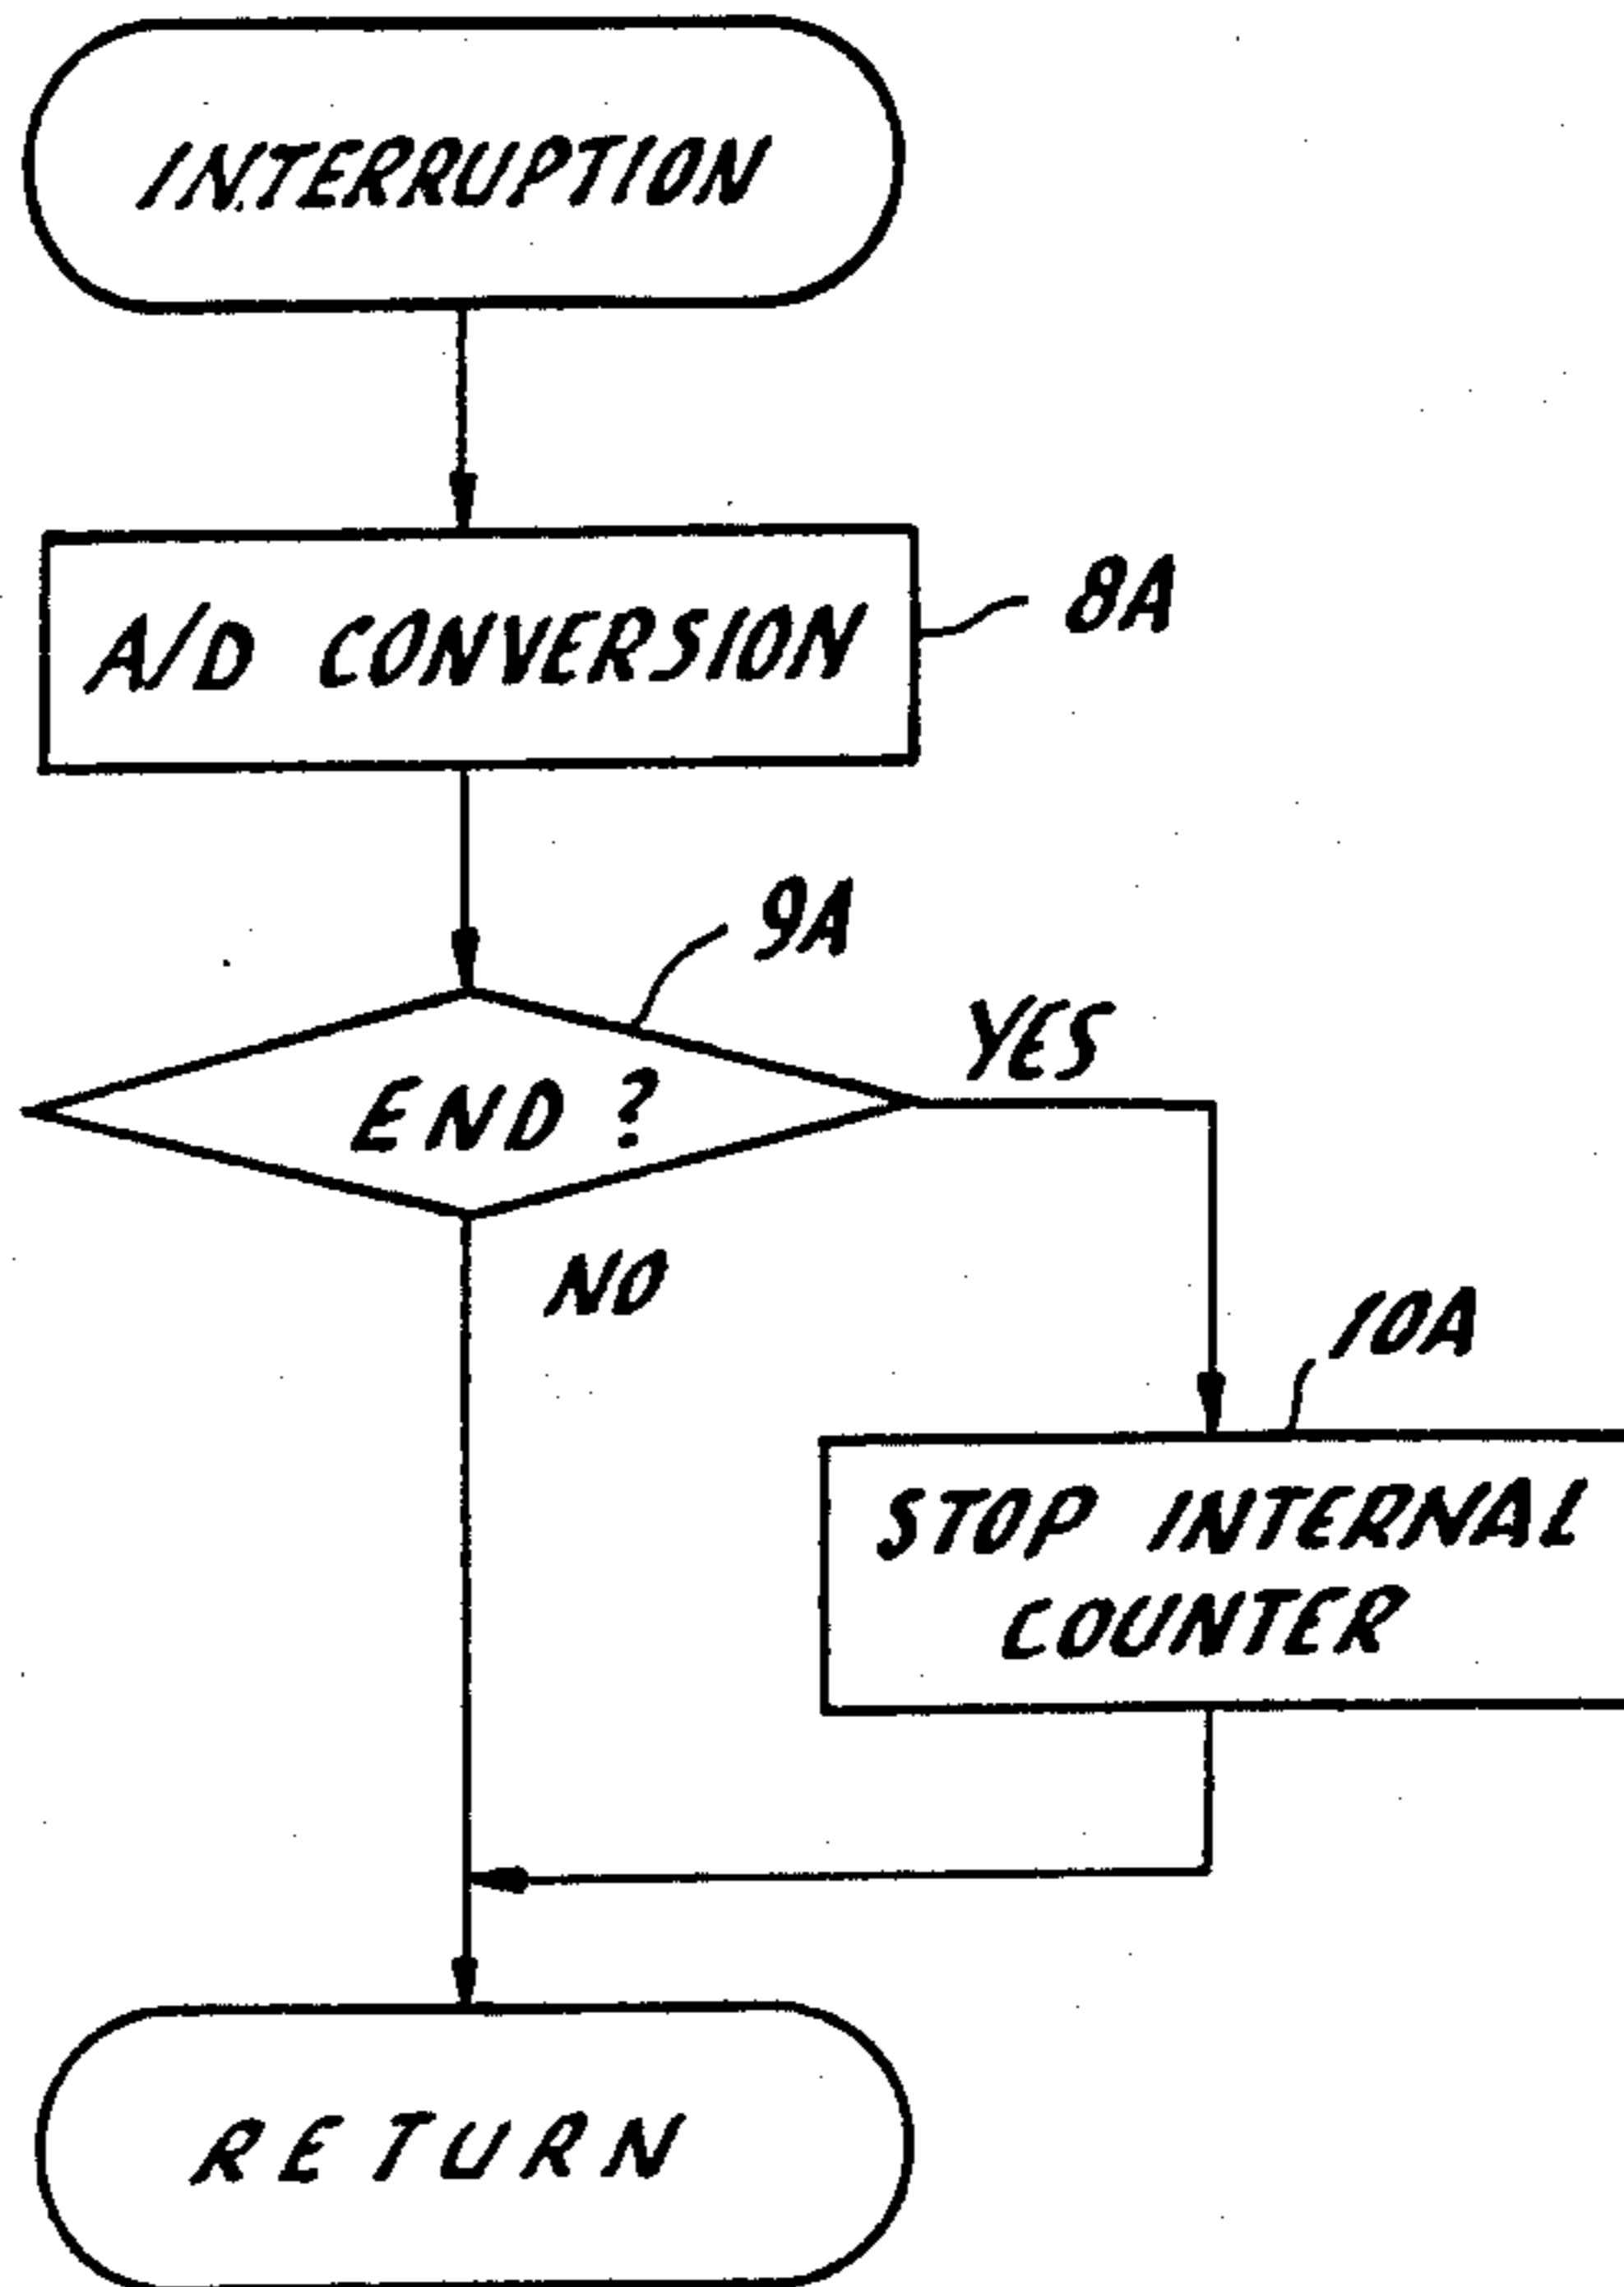 INTERRUPTION
A/D CONVERSION
8A
9A
END ?
YES
NO
10A
STOP INTERNAL
COUNTER
RETURN